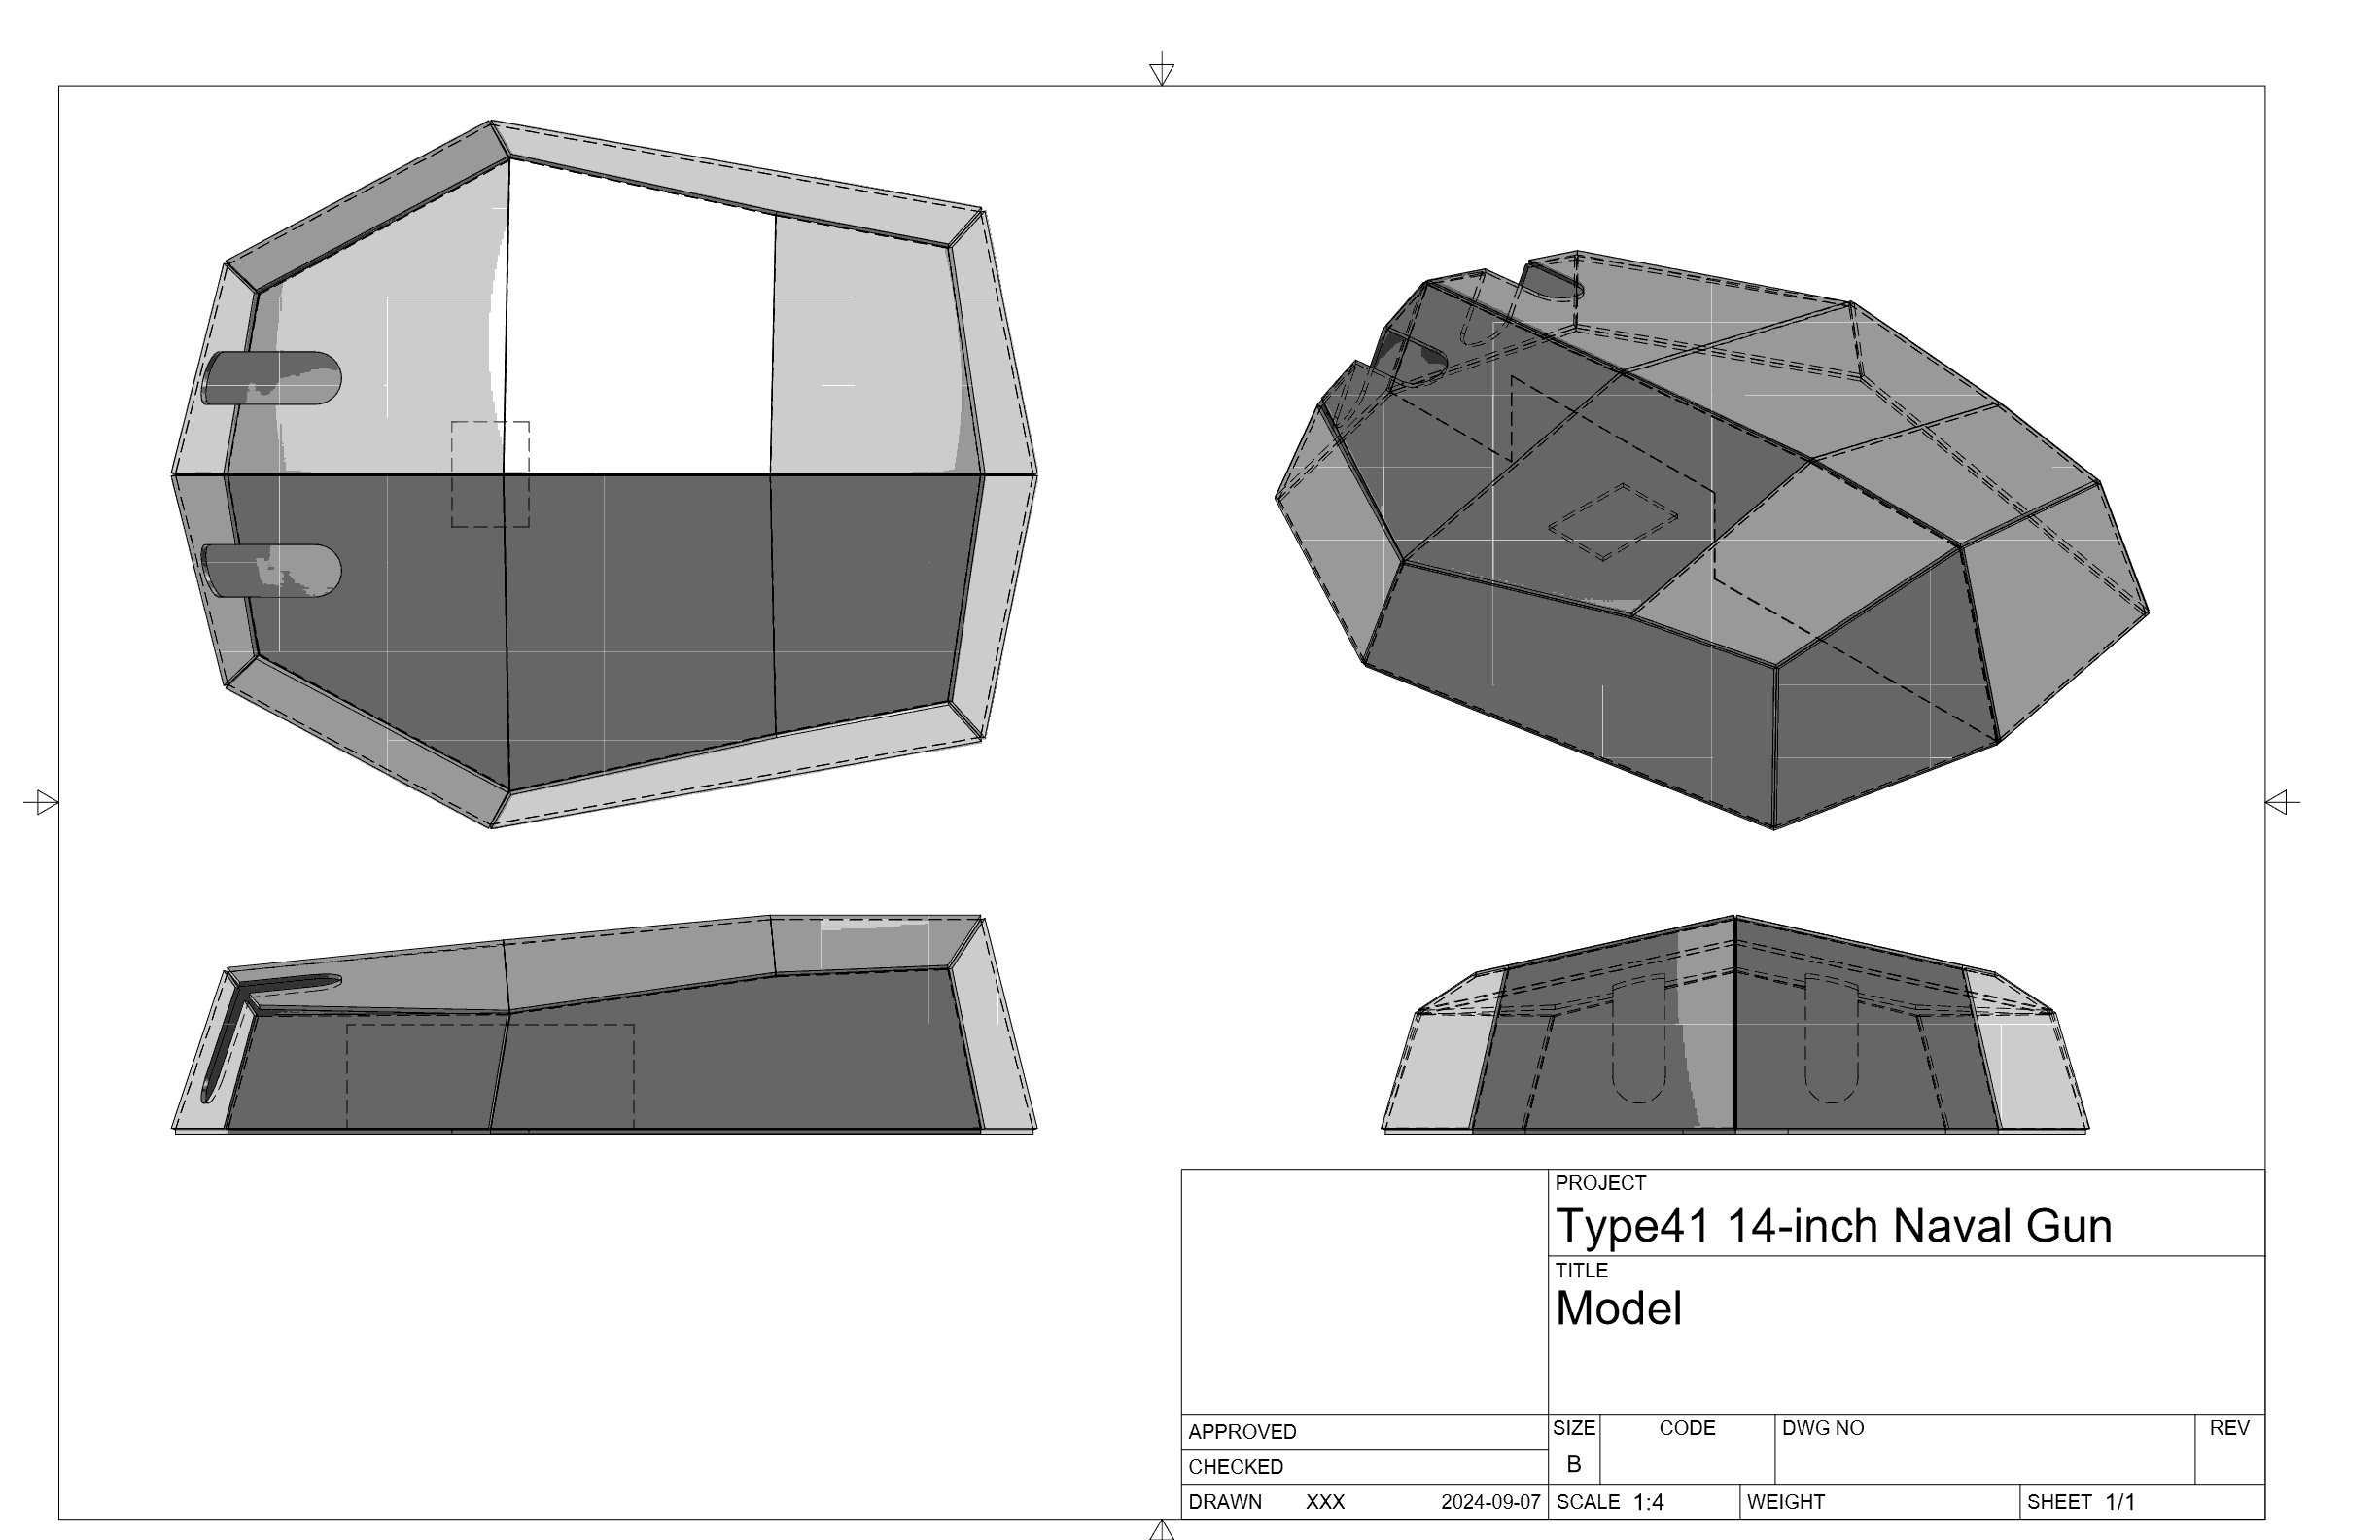 PROJECT
Type41 14-inch Naval Gun
TITLE
Model
APPROVED
CHECKED
DRAWN XXX 2024-09-07
SIZE CODE DWG NO REV
B
SCALE 1:4 WEIGHT SHEET 1/1